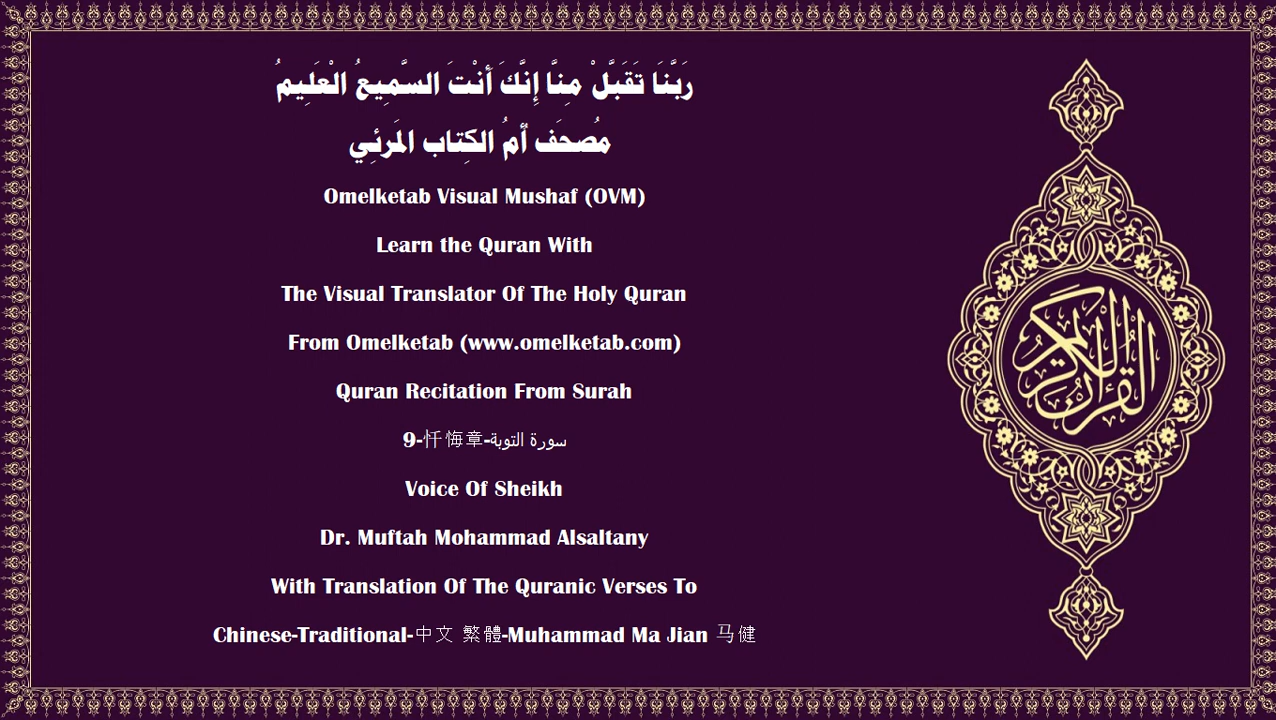 رَبَّنَا تَقَبَّلْ مِنَّا إِنَّكَ أَنْتَ السَّمِيعُ الْعَلِيمُ
مُصحَف أمُ الكِتاب المَرئِي
Omelketab Visual Mushaf (OVM)
Learn the Quran With
The Visual Translator Of The Holy Quran
From Omelketab (www.omelketab.com)
Quran Recitation From Surah
9-忏悔章-سورة التوبة
Voice Of Sheikh
Dr. Muftah Mohammad Alsaltany
With Translation Of The Quranic Verses To
Chinese-Traditional-中文 繁體-Muhammad Ma Jian 马健
القرآن الكريم